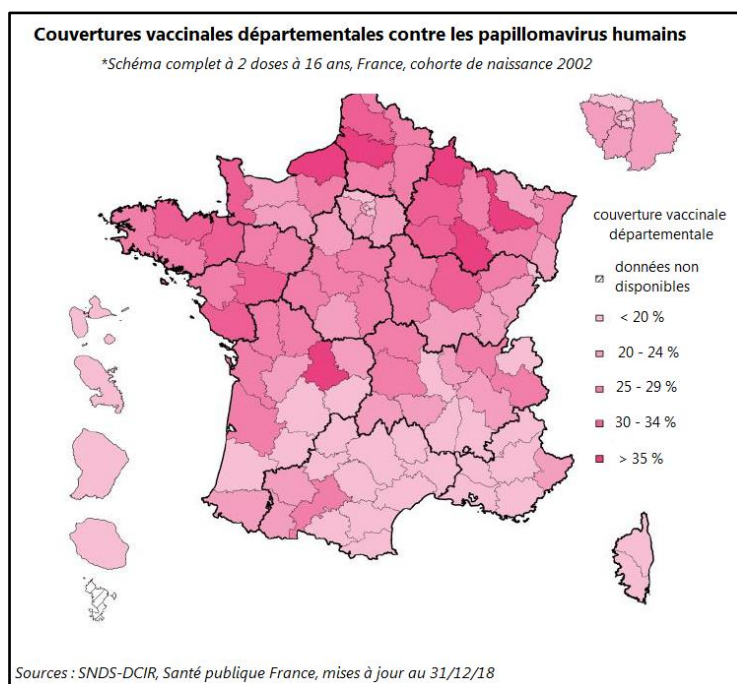 Couvertures vaccinales départementales contre les papillomavirus humains
*Schéma complet à 2 doses à 16 ans, France, cohorte de naissance 2002
couverture vaccinale
départementale
données non
disponibles
< 20 %
20 - 24 %
25 - 29 %
30 - 34 %
> 35 %
Sources : SNDS-DCIR, Santé publique France, mises à jour au 31/12/18